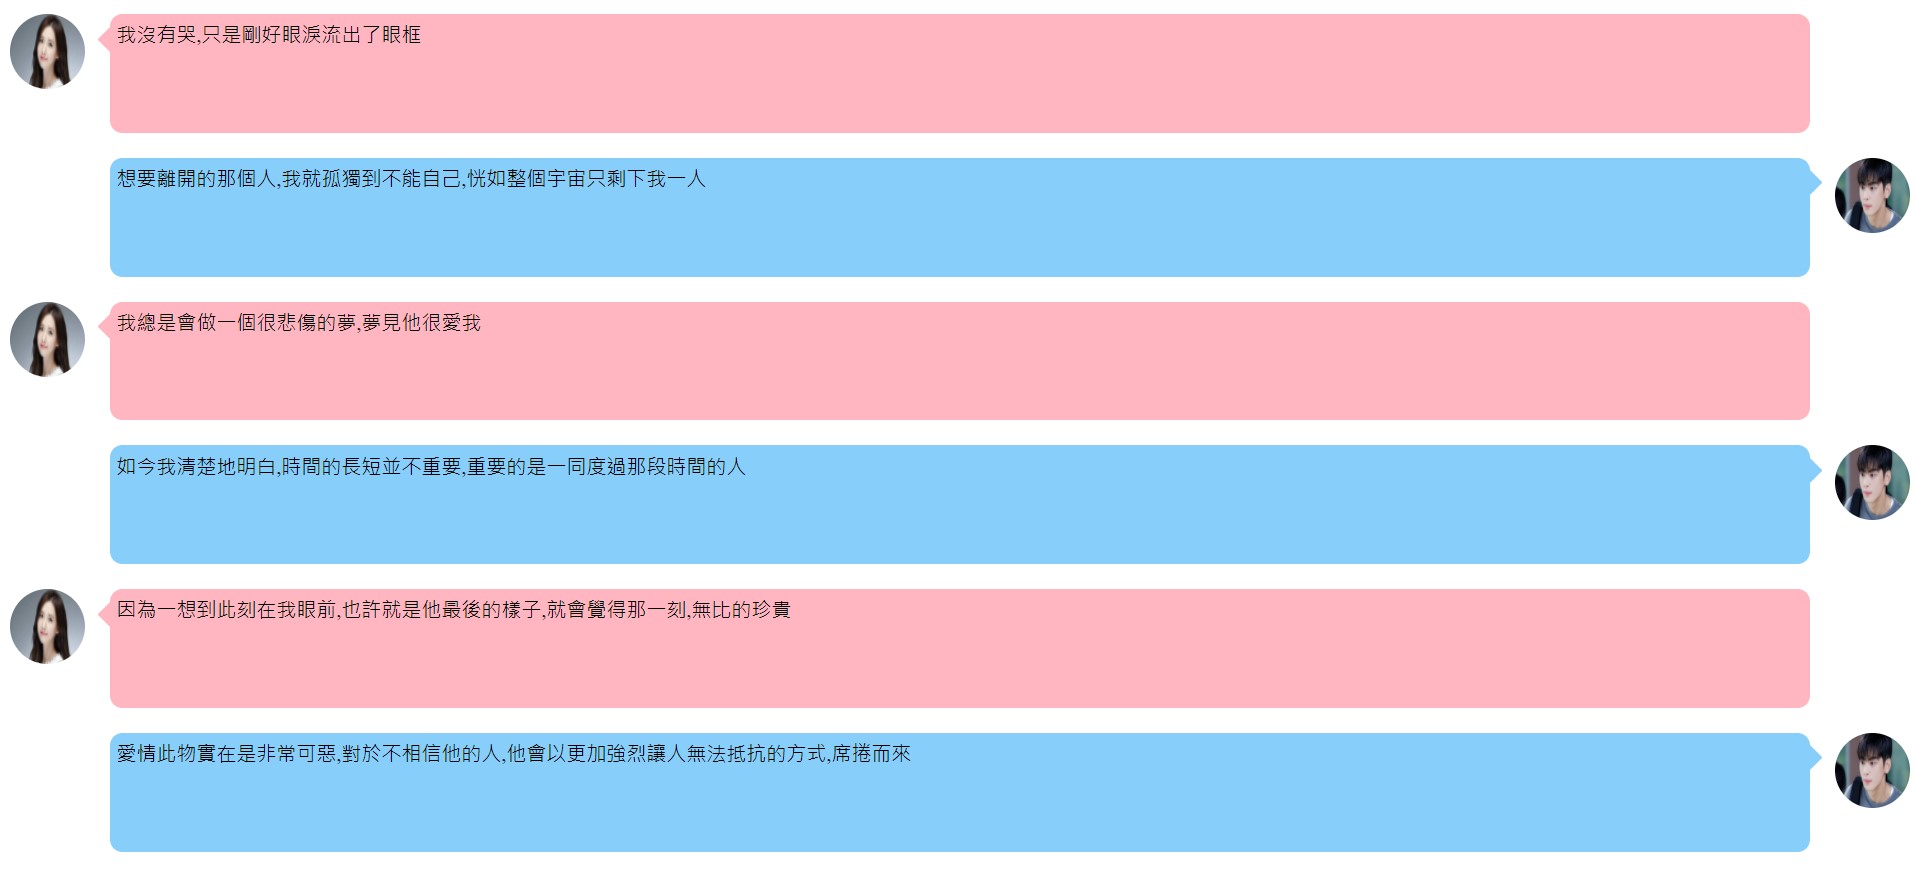 我沒有哭,只是剛好眼淚流出了眼框
想要離開的那個人,我就孤獨到不能自己,恍如整個宇宙只剩下我一人
我總是會做一個很悲傷的夢,夢見他很愛我
如今我清楚地明白,時間的長短並不重要,重要的是一同度過那段時間的人
因為一想到此刻在我眼前,也許就是他最後的樣子,就會覺得那一刻,無比的珍貴
愛情此物實在是非常可惡,對於不相信他的人,他會以更加強烈讓人無法抵抗的方式,席捲而來